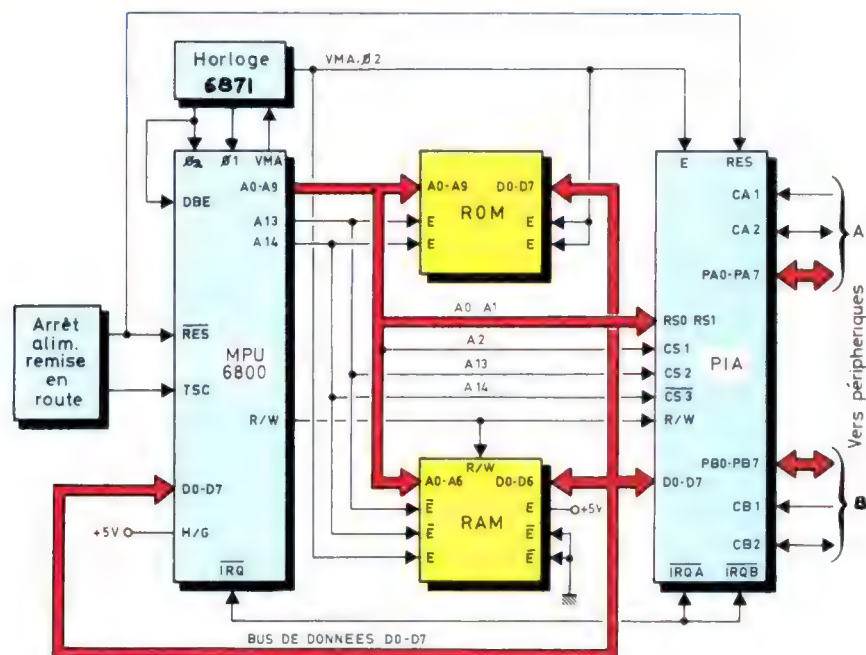 Horloge
6871
VMA.Ø2
Ø2 Ø1 VMA
DBE
A0-A9
A13
A14
RES
MPU
6800
TSC
R/W
D0-D7
+5V
H/G
IRQ
Arrêt
alim.
remise
en
route
A0-A9 D0-D7
ROM
E E
E E
A0 A1
A2
A13
A14
R/W
A0-A6 D0-D6
RAM
E E +5V
E E
E E
E RES
CA1
CA2
PA0-PA7
RS0 RS1
CS1
CS2
PIA
CS3
R/W
PB0-PB7
D0-D7
CB1
CB2
IRQA IRQB
A
Vers péripheriques
B
BUS DE DONNEES D0-D7